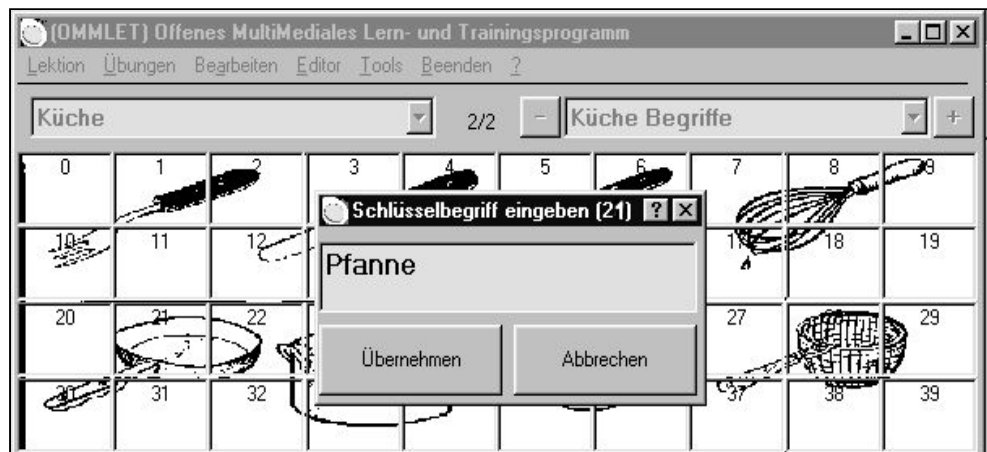 (OMMLET) Offenes MultiMediales Lern- und Trainingsprogramm
Lektion Übungen Bearbeiten Editor Tools Beenden ?
Küche 2/2 - Küche Begriffe +
0 1 2 3 4 5 6 7 8 9
Schlüsselbegriff eingeben (21) ? X
10 11 12 17 18 19
Pfanne
20 21 22 27 29
Übernehmen Abbrechen
30 31 32 37 38 39